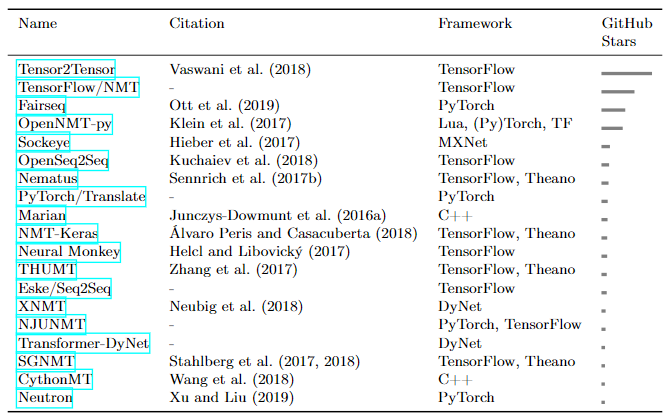 Name Citation Framework GitHub
Stars
Tensor2Tensor Vaswani et al. (2018) TensorFlow
TensorFlow/NMT - TensorFlow
Fairseq Ott et al. (2019) PyTorch
OpenNMT-py Klein et al. (2017) Lua, (Py)Torch, TF
Sockeye Hieber et al. (2017) MXNet
OpenSeq2Seq Kuchaiev et al. (2018) TensorFlow
Nematus Sennrich et al. (2017b) TensorFlow, Theano
PyTorch/Translate - PyTorch
Marian Junczys-Dowmunt et al. (2016a) C++
NMT-Keras Álvaro Peris and Casacuberta (2018) TensorFlow, Theano
Neural Monkey Helcl and Libovický (2017) TensorFlow
THUMT Zhang et al. (2017) TensorFlow, Theano
Eske/Seq2Seq - TensorFlow
XNMT Neubig et al. (2018) DyNet
NJUNMT - PyTorch, TensorFlow
Transformer-DyNet - DyNet
SGNMT Stahlberg et al. (2017, 2018) TensorFlow, Theano
CythonMT Wang et al. (2018) C++
Neutron Xu and Liu (2019) PyTorch